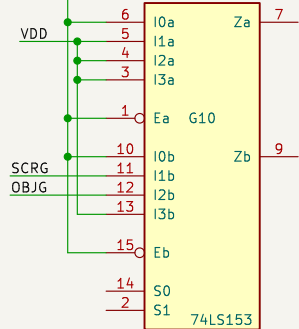 6 I0a Za 7
VDD 5 I1a
4 I2a
3 I3a
1 Ea G10
10 I0b Zb 9
SCRG 11 I1b
OBJG 12 I2b
13 I3b
15 Eb
14 S0
2 S1
74LS153